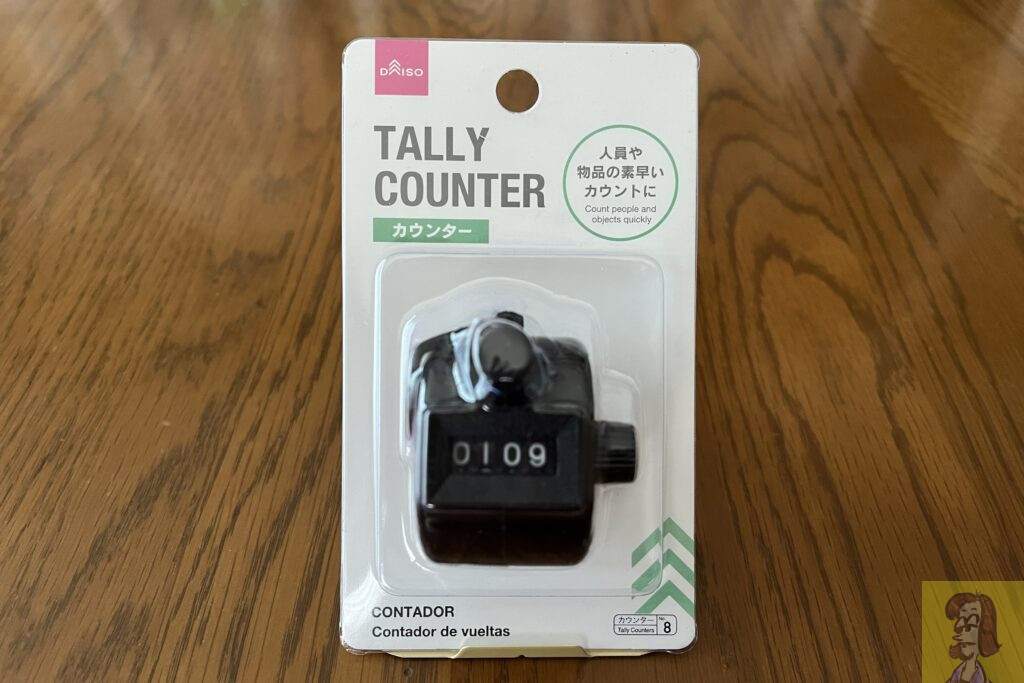 DAISO
TALLY
COUNTER
カウンター
人員や
物品の素早い
カウントに
Count people and
objects quickly
0109
CONTADOR
Contador de vueltas
カウンター
Tally Counters
No.
8